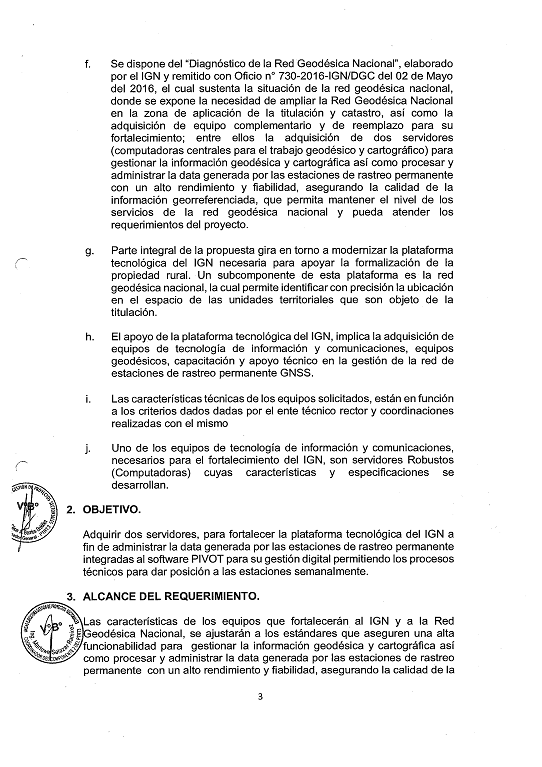 f. Se dispone del "Diagnóstico de la Red Geodésica Nacional", elaborado
por el IGN y remitido con Oficio n° 730-2016-IGN/DGC del 02 de Mayo
del 2016, el cual sustenta la situación de la red geodésica nacional,
donde se expone la necesidad de ampliar la Red Geodésica Nacional
en la zona de aplicación de la titulación y catastro, así como la
adquisición de equipo complementario y de reemplazo para su
fortalecimiento; entre ellos la adquisición de dos servidores
(computadoras centrales para el trabajo geodésico y cartográfico) para
gestionar la información geodésica y cartográfica así como procesar y
administrar la data generada por las estaciones de rastreo permanente
con un alto rendimiento y fiabilidad, asegurando la calidad de la
información georreferenciada, que permita mantener el nivel de los
servicios de la red geodésica nacional y pueda atender los
requerimientos del proyecto.
g. Parte integral de la propuesta gira en torno a modernizar la plataforma
tecnológica del IGN necesaria para apoyar la formalización de la
propiedad rural. Un subcomponente de esta plataforma es la red
geodésica nacional, la cual permite identificar con precisión la ubicación
en el espacio de las unidades territoriales que son objeto de la
titulación.
h. El apoyo de la plataforma tecnológica del IGN, implica la adquisición de
equipos de tecnología de información y comunicaciones, equipos
geodésicos, capacitación y apoyo técnico en la gestión de la red de
estaciones de rastreo permanente GNSS.
i. Las características técnicas de los equipos solicitados, están en función
a los criterios dados dadas por el ente técnico rector y coordinaciones
realizadas con el mismo
j. Uno de los equipos de tecnología de información y comunicaciones,
necesarios para el fortalecimiento del IGN, son servidores Robustos
(Computadoras) cuyas características y especificaciones se
desarrollan.
V°B°
2. OBJETIVO.
Adquirir dos servidores, para fortalecer la plataforma tecnológica del IGN a
fin de administrar la data generada por las estaciones de rastreo permanente
integradas al software PIVOT para su gestión digital permitiendo los procesos
técnicos para dar posición a las estaciones semanalmente.
3. ALCANCE DEL REQUERIMIENTO.
V°B°
Las características de los equipos que fortalecerán al IGN y a la Red
Geodésica Nacional, se ajustarán a los estándares que aseguren una alta
funcionabilidad para gestionar la información geodésica y cartográfica así
como procesar y administrar la data generada por las estaciones de rastreo
permanente con un alto rendimiento y fiabilidad, asegurando la calidad de la
3